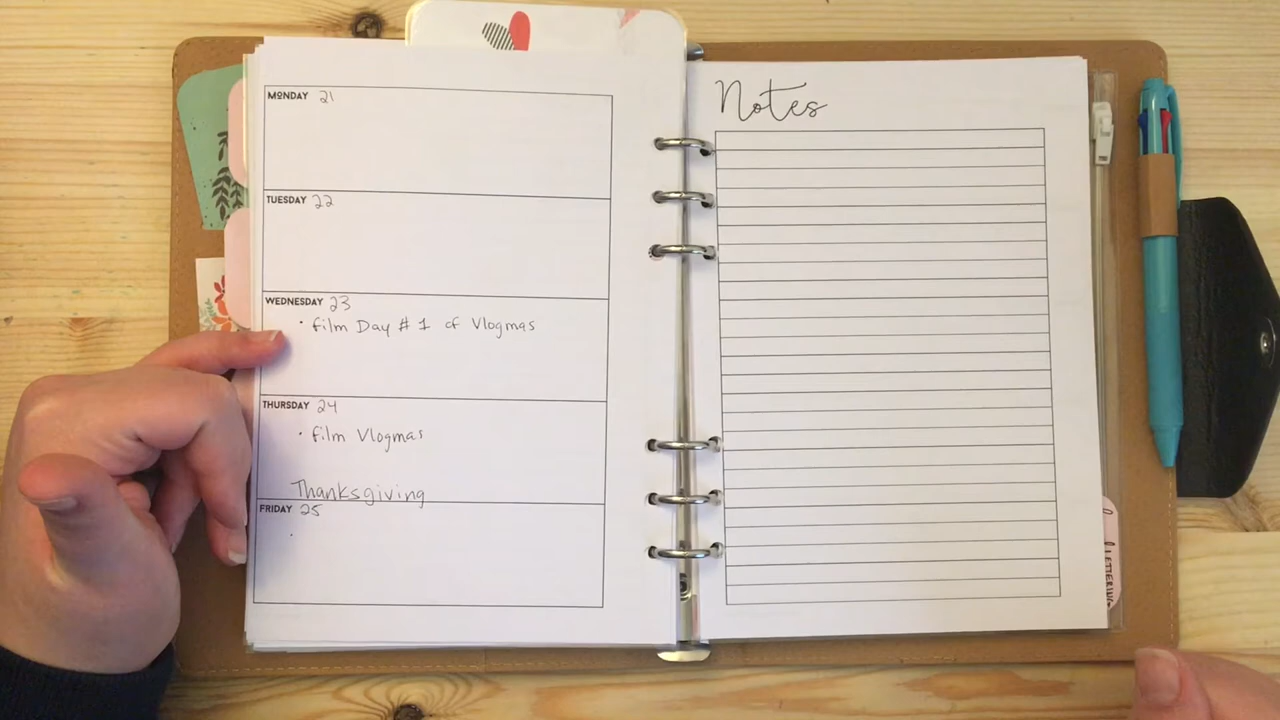 MONDAY 21
TUESDAY 22
WEDNESDAY 23
· film Day # 1 of Vlogmas
THURSDAY 24
· film Vlogmas
Thanksgiving
FRIDAY 25
·
Notes
LETTERING